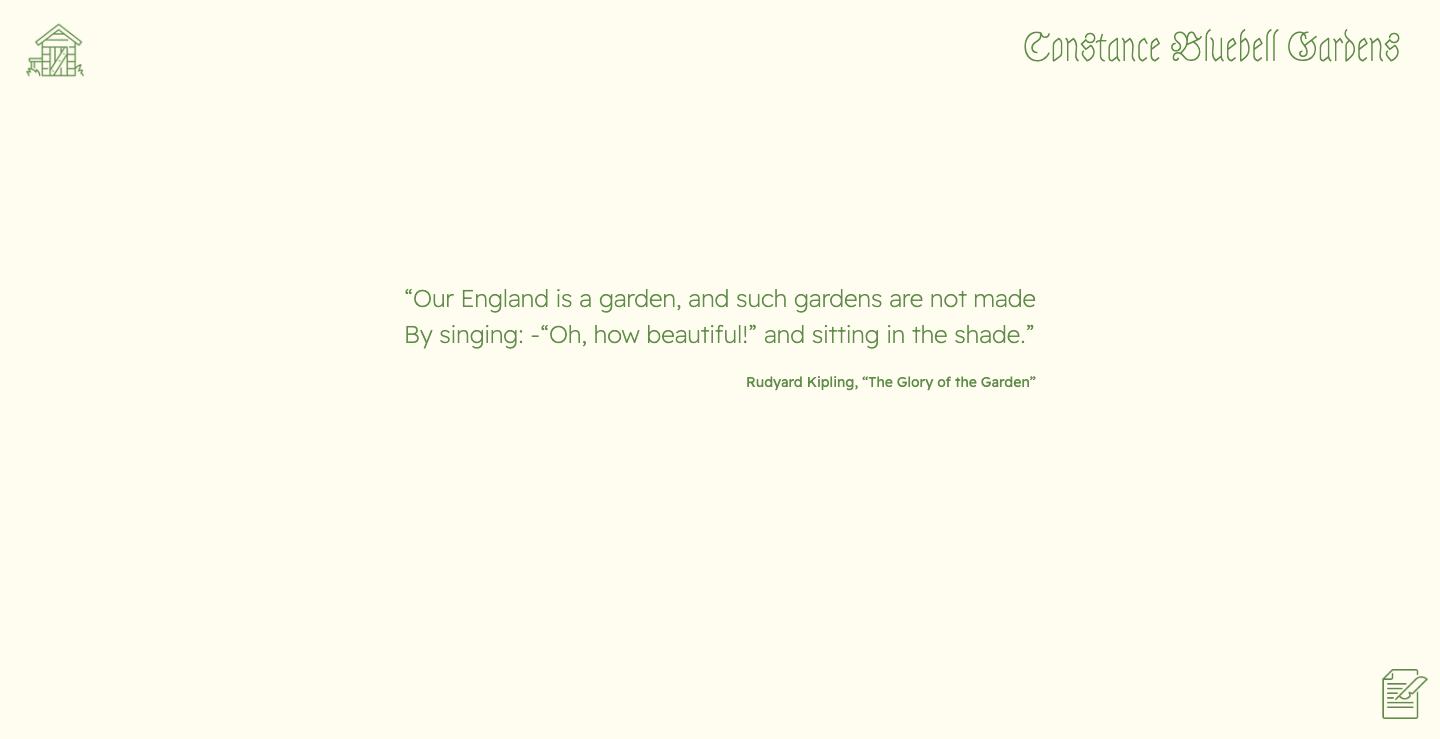 Constance Bluebell Gardens
“Our England is a garden, and such gardens are not made
By singing: -“Oh, how beautiful!” and sitting in the shade.”
Rudyard Kipling, “The Glory of the Garden”